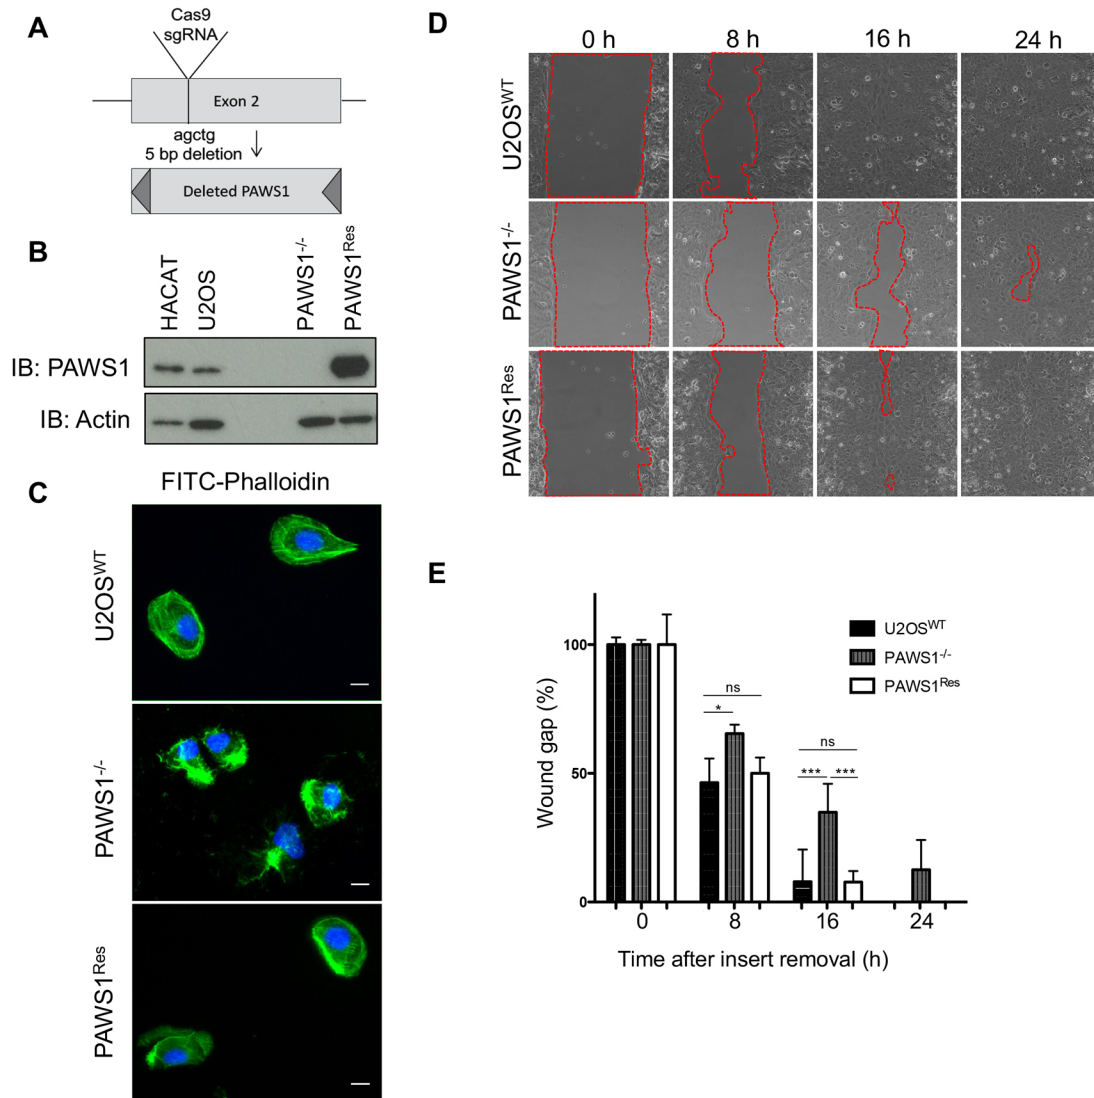 A
Cas9
sgRNA
Exon 2
agctg
5 bp deletion
Deleted PAWS1
B
HACAT
U2OS
PAWS1-/-
PAWS1Res
IB: PAWS1
IB: Actin
C
FITC-Phalloidin
U2OSWT
PAWS1-/-
PAWS1Res
D
0 h 8 h 16 h 24 h
U2OSWT
PAWS1-/-
PAWS1Res
E
Wound gap (%)
100
50
0
ns
*
ns
*** ***
U2OSWT
PAWS1-/-
PAWS1Res
0 8 16 24
Time after insert removal (h)